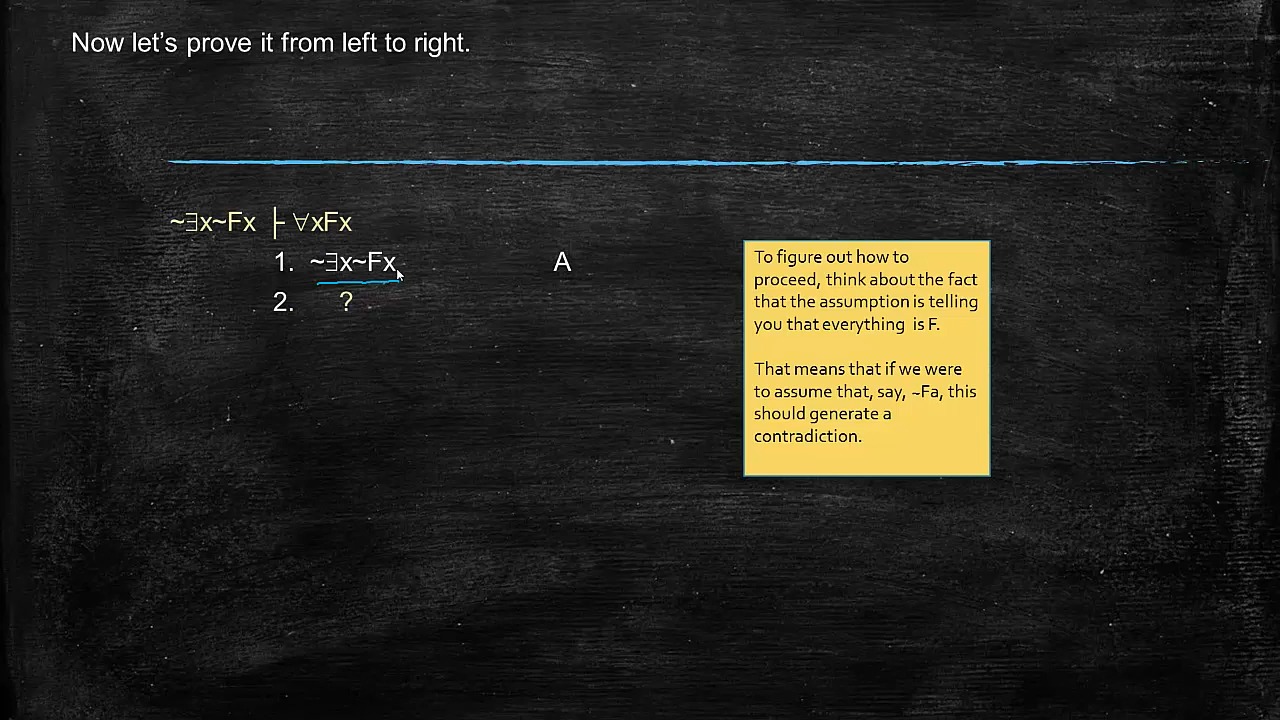 Now let's prove it from left to right.
~∃x~Fx ├ ∀xFx
1. ~∃x~Fx A
2. ?
To figure out how to
proceed, think about the fact
that the assumption is telling
you that everything is F.
That means that if we were
to assume that, say, ~Fa, this
should generate a
contradiction.